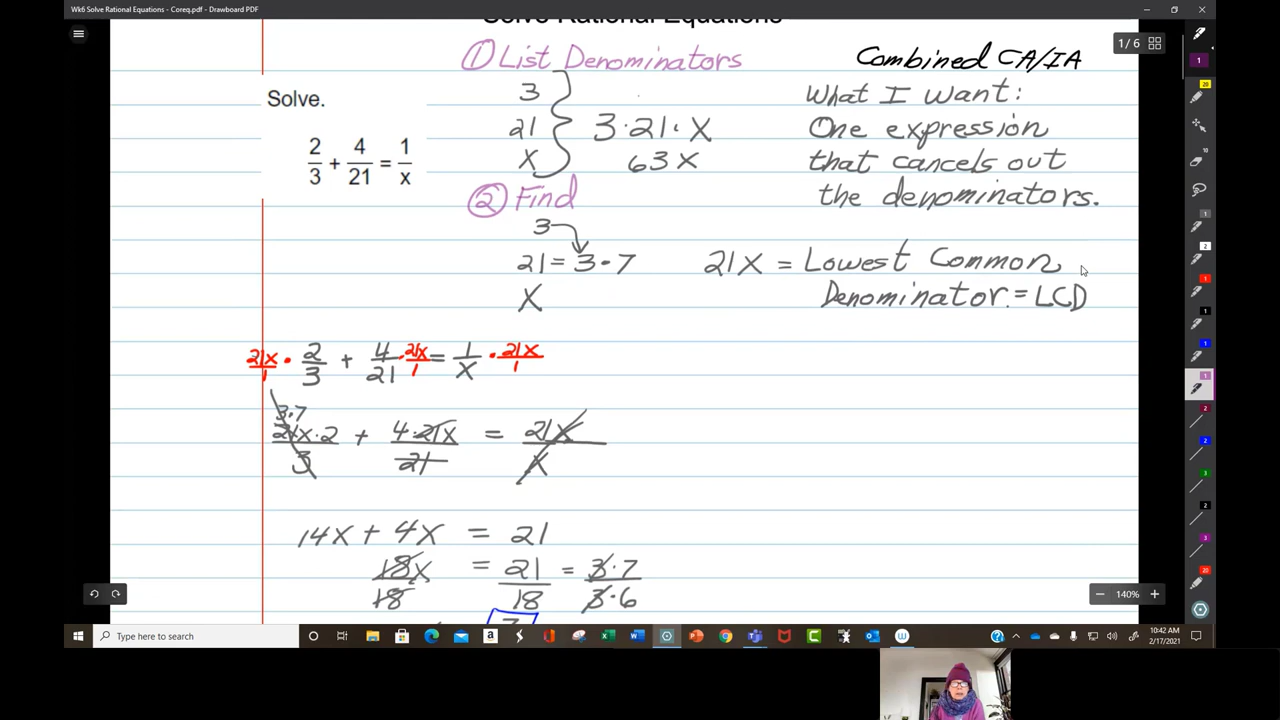 Wk6 Solve Rational Equations - Coreq.pdf - Drawboard PDF
Solve Rational Equations
1/6
① List Denominators
Combined CA/IA
3
21
x
3·21·x
63x
What I want:
One expression
that cancels out
the denominators.
Solve.
2/3 + 4/21 = 1/x
② Find
3
21 = 3·7
x
21x = Lowest Common
Denominator. = LCD
21x/1 · 2/3 + 4/21 · 21x/1 = 1/x · 21x/1
3·7
21x·2/3 + 4·21x/21 = 21x/x
14x + 4x = 21
18x/18 = 21/18 = 3·7/3·6
7
140%
Type here to search
10:42 AM
2/17/2021